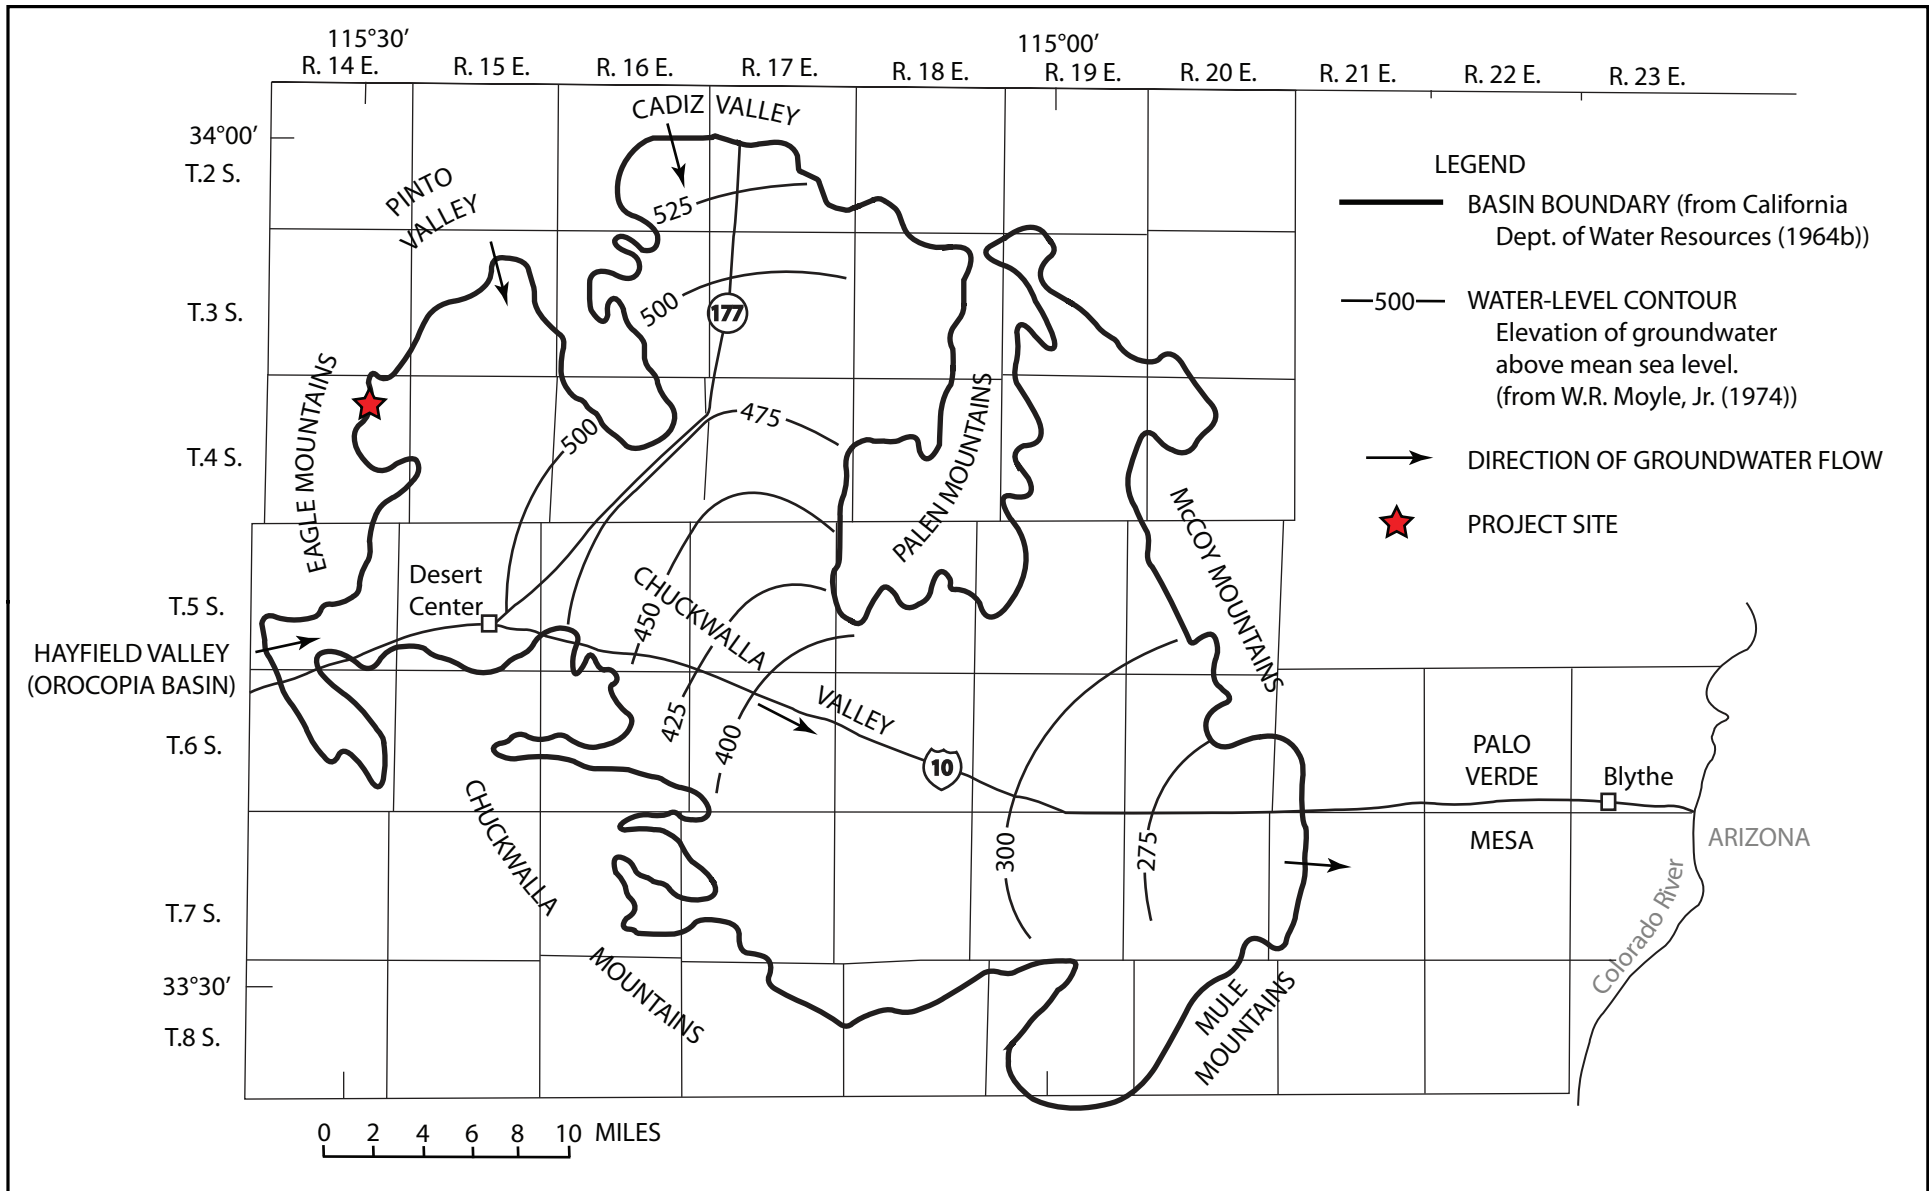 115°30’
115°00’
R. 14 E.
R. 15 E.
R. 16 E.
R. 17 E.
R. 18 E.
R. 19 E.
R. 20 E.
R. 21 E.
R. 22 E.
R. 23 E.
CADIZ VALLEY
34°00’
T.2 S.
PINTO
VALLEY
525
T.3 S.
500
177
EAGLE MOUNTAINS
T.4 S.
500
475
PALEN MOUNTAINS
McCOY MOUNTAINS
Desert
Center
T.5 S.
HAYFIELD VALLEY
(OROCOPIA BASIN)
CHUCKWALLA
VALLEY
450
425
400
T.6 S.
10
PALO
VERDE
MESA
Blythe
ARIZONA
Colorado River
300
275
CHUCKWALLA
MOUNTAINS
T.7 S.
33°30’
T.8 S.
MULE
MOUNTAINS
0 2 4 6 8 10 MILES
LEGEND
BASIN BOUNDARY (from California
Dept. of Water Resources (1964b))
500
WATER-LEVEL CONTOUR
Elevation of groundwater
above mean sea level.
(from W.R. Moyle, Jr. (1974))
DIRECTION OF GROUNDWATER FLOW
PROJECT SITE